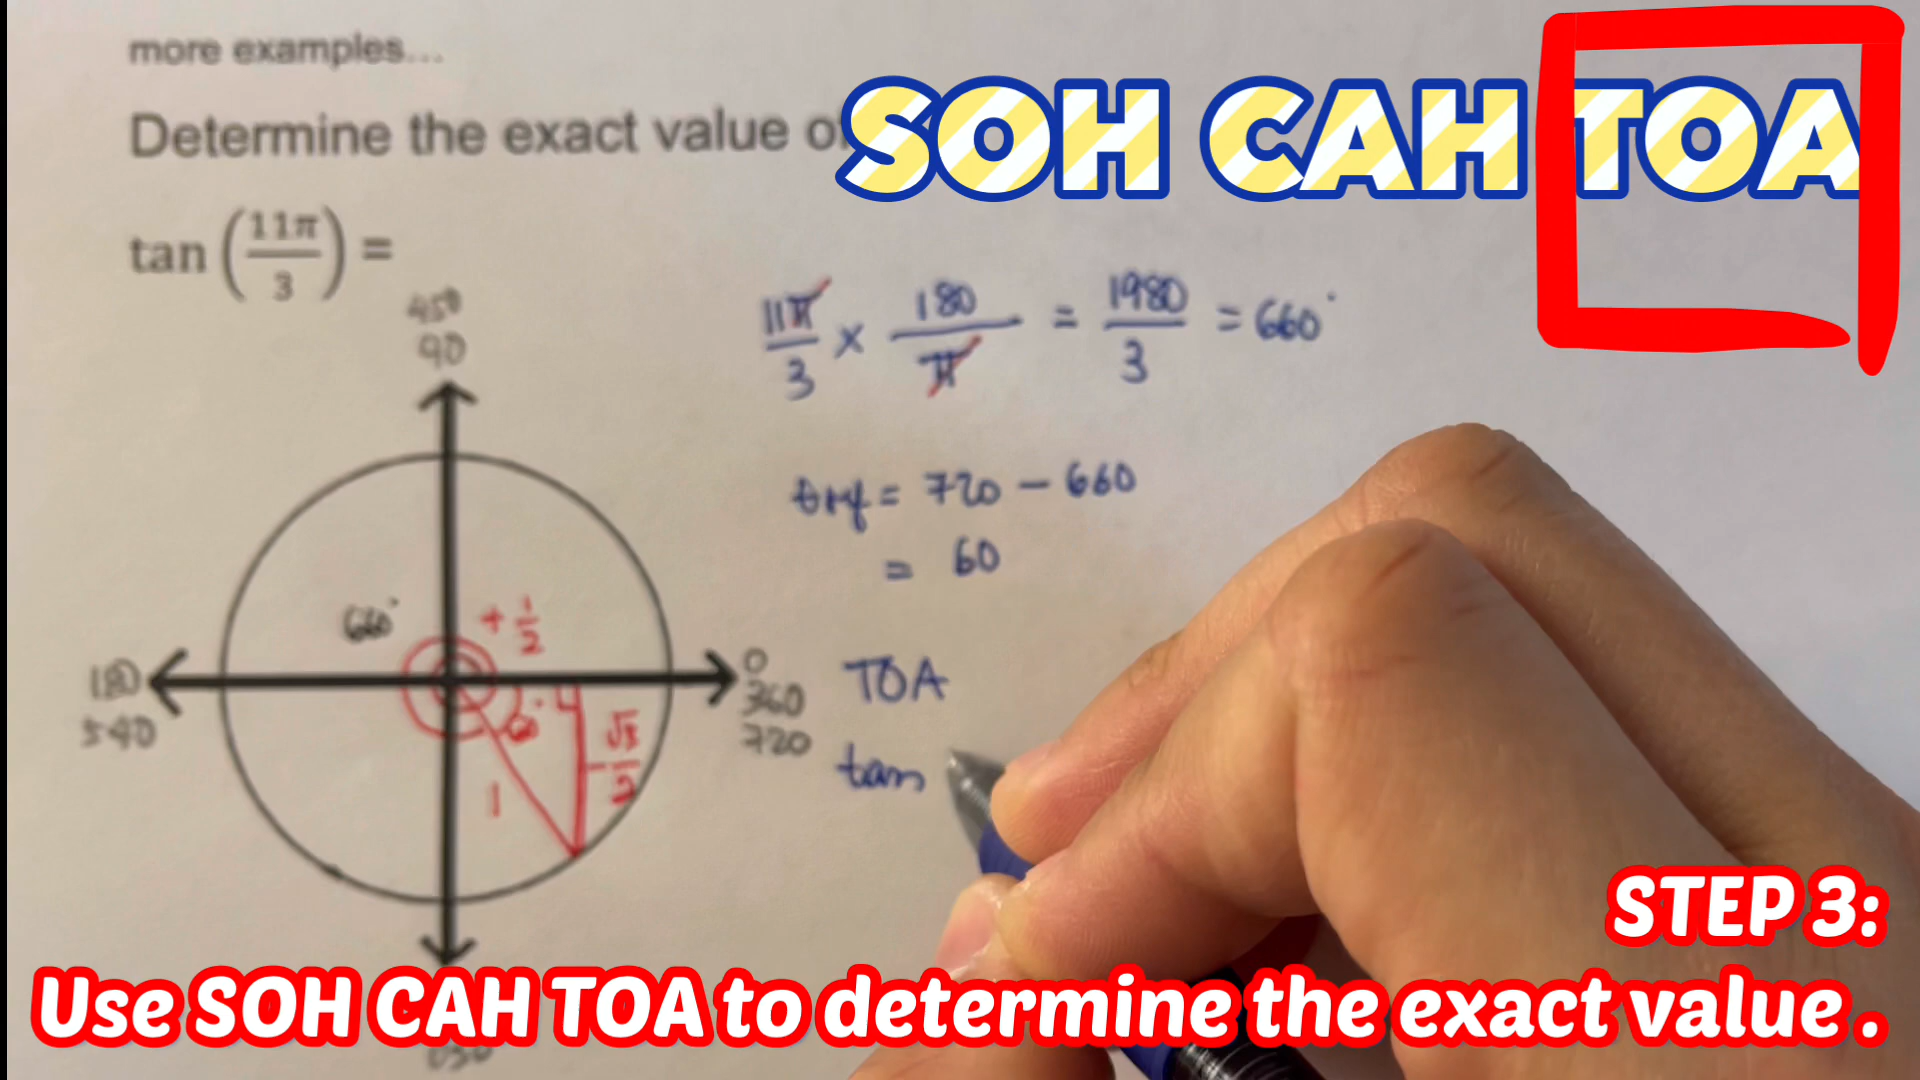 more examples...
SOH CAH TOA
Determine the exact value of
tan (11π/3) =
11π/3 × 180/π = 1980/3 = 660°
450
90
θref = 720 - 660
= 60
660°
+ 1/2
180
540
0
360
720
60°
- √3/2
1
TOA
tan
STEP 3:
Use SOH CAH TOA to determine the exact value.